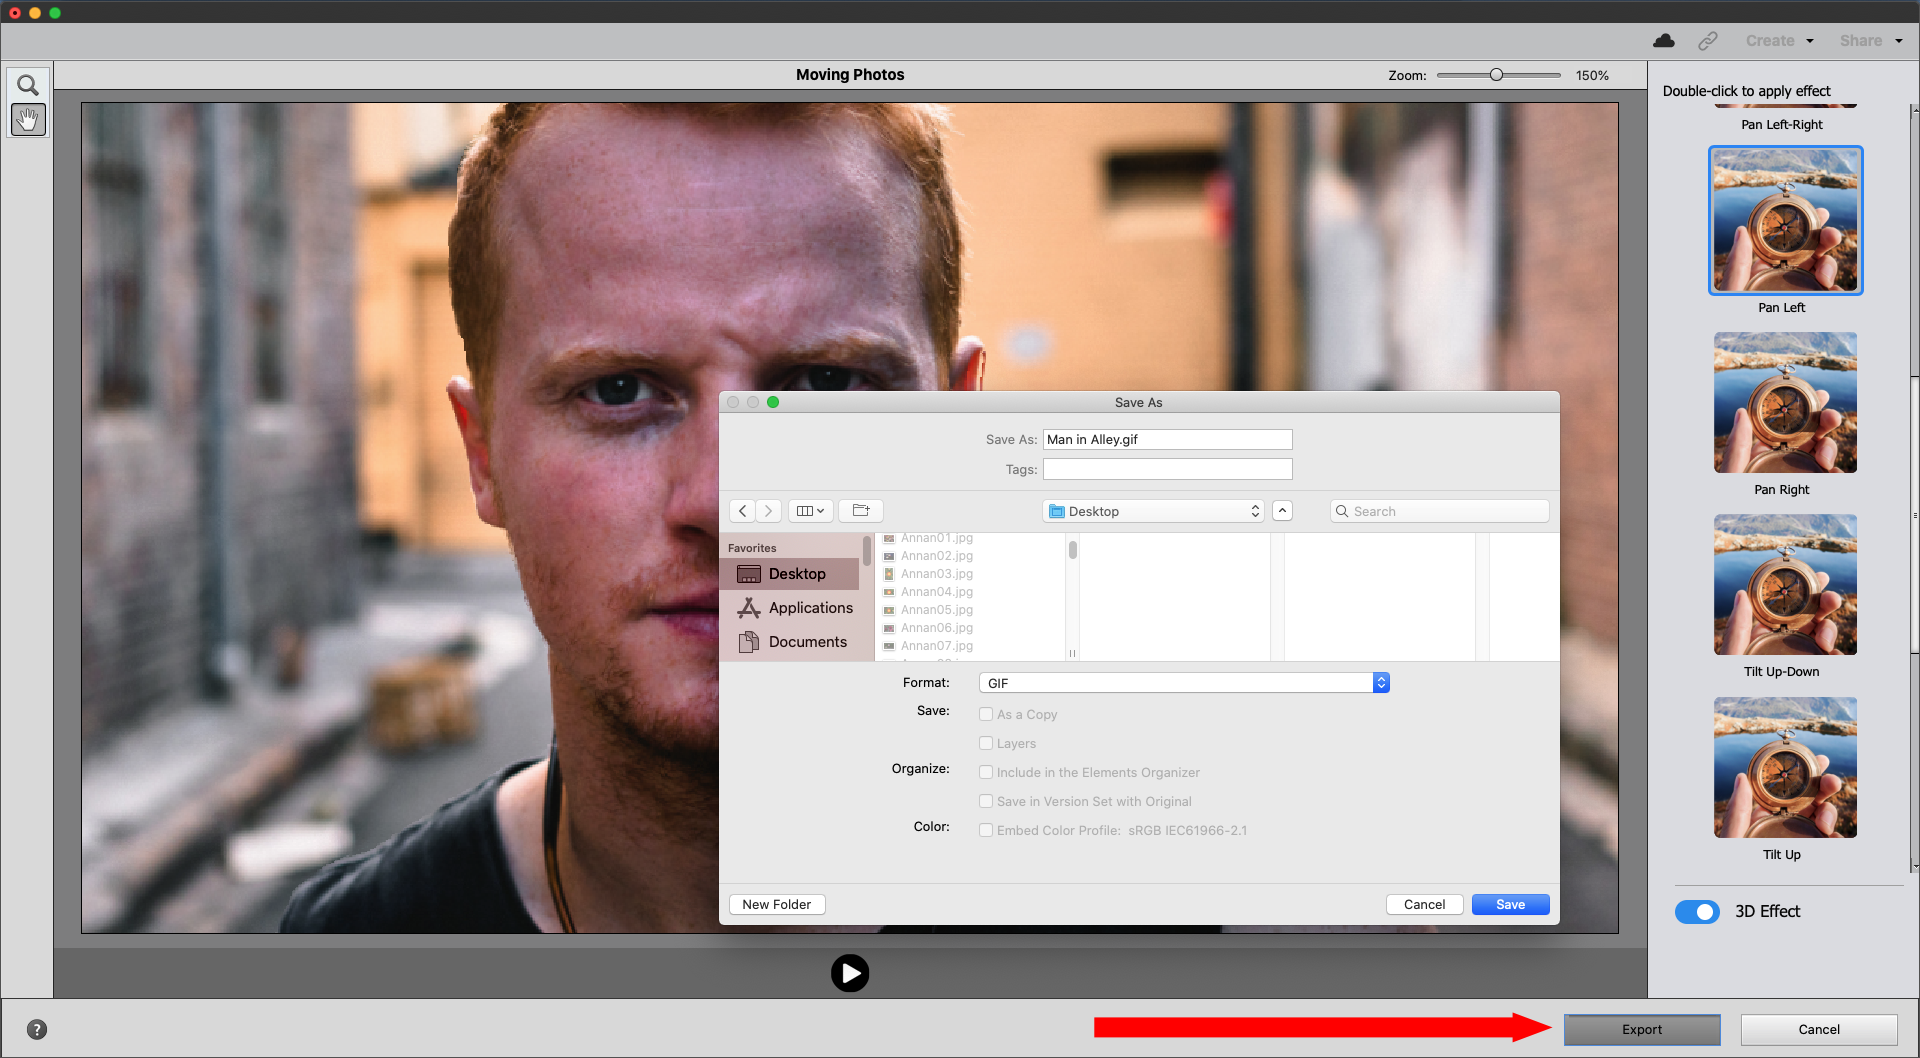 Create
Share
Moving Photos
Zoom:
150%
Double-click to apply effect
Pan Left-Right
Pan Left
Pan Right
Tilt Up-Down
Tilt Up
3D Effect
Save As
Save As: Man in Alley.gif
Tags:
Desktop
Search
Favorites
Desktop
Applications
Documents
Annan01.jpg
Annan02.jpg
Annan03.jpg
Annan04.jpg
Annan05.jpg
Annan06.jpg
Annan07.jpg
Format: GIF
Save: As a Copy
Layers
Organize: Include in the Elements Organizer
Save in Version Set with Original
Color: Embed Color Profile: sRGB IEC61966-2.1
New Folder
Cancel
Save
?
Export
Cancel